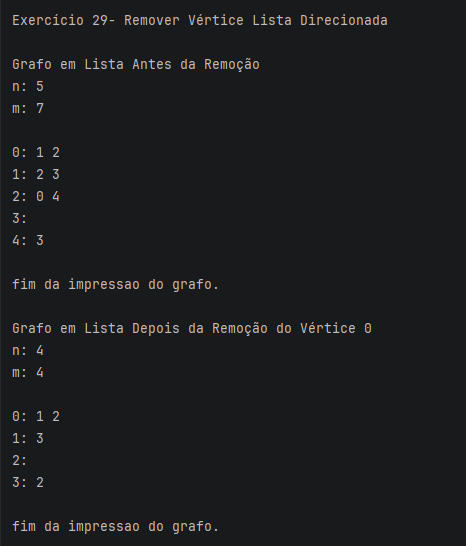 Exercício 29- Remover Vértice Lista Direcionada
Grafo em Lista Antes da Remoção
n: 5
m: 7
0: 1 2
1: 2 3
2: 0 4
3:
4: 3
fim da impressao do grafo.
Grafo em Lista Depois da Remoção do Vértice 0
n: 4
m: 4
0: 1 2
1: 3
2:
3: 2
fim da impressao do grafo.